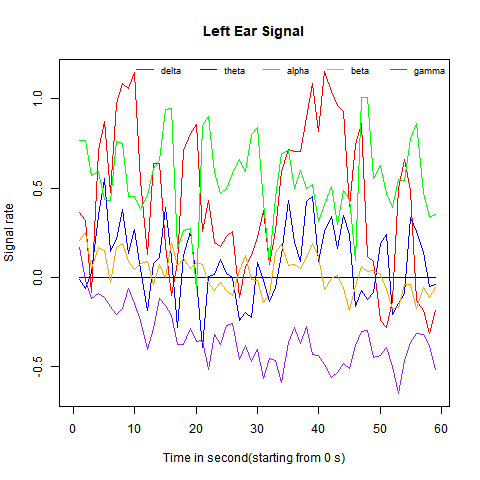 Left Ear Signal
delta theta alpha beta gamma
1.0
0.5
0.0
-0.5
Signal rate
0 10 20 30 40 50 60
Time in second(starting from 0 s)